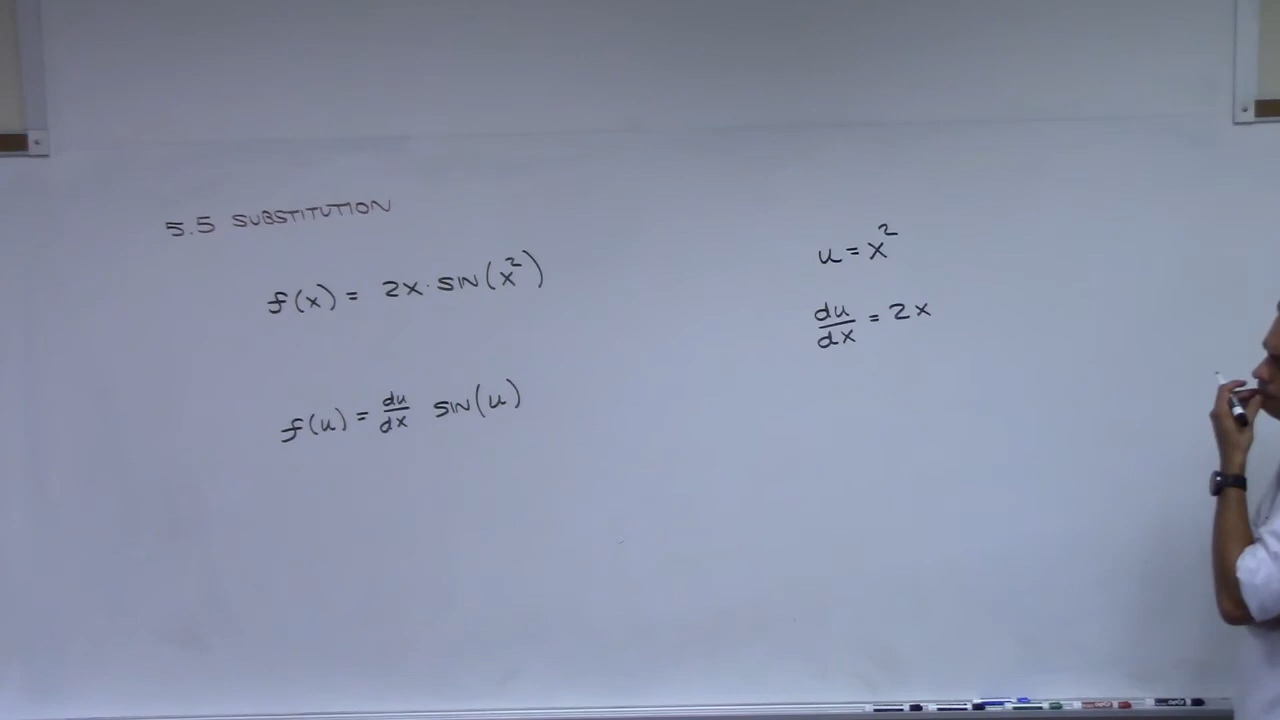 5.5 SUBSTITUTION
f(x) = 2x · SIN(x²)
f(u) = du/dx SIN(u)
u = x²
du/dx = 2x